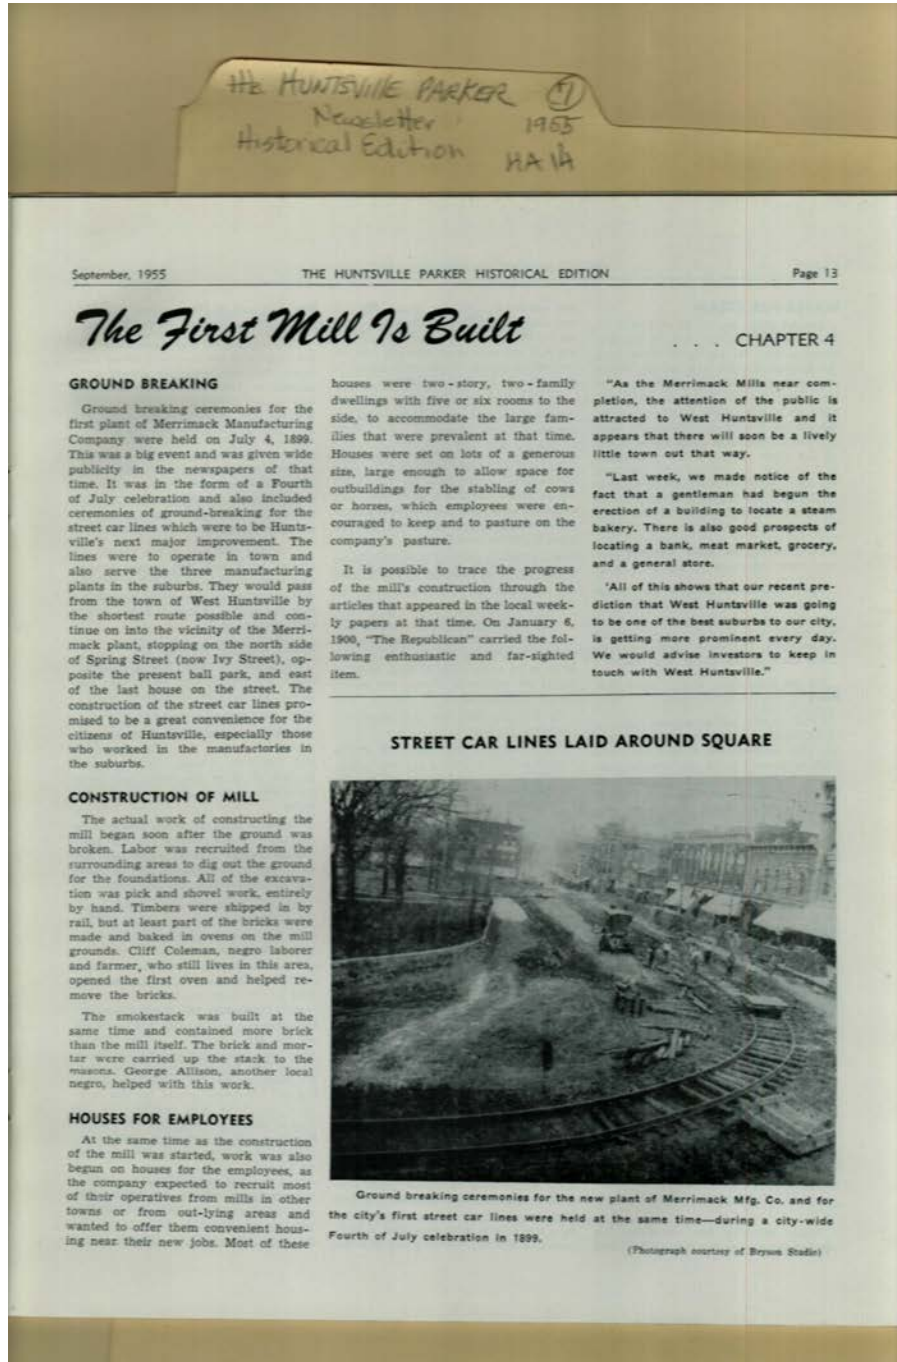 the HUNTSVILLE PARKER 1
Newsletter 1955
Historical Edition HA IA
September, 1955 THE HUNTSVILLE PARKER HISTORICAL EDITION Page 13
The First Mill Is Built
. . . CHAPTER 4
GROUND BREAKING
Ground breaking ceremonies for the
first plant of Merrimack Manufacturing
Company were held on July 4, 1899.
This was a big event and was given wide
publicity in the newspapers of that
time. It was in the form of a Fourth
of July celebration and also included
ceremonies of ground-breaking for the
street car lines which were to be Hunts-
ville's next major improvement. The
lines were to operate in town and
also serve the three manufacturing
plants in the suburbs. They would pass
from the town of West Huntsville by
the shortest route possible and con-
tinue on into the vicinity of the Merri-
mack plant, stopping on the north side
of Spring Street (now Ivy Street), op-
posite the present ball park, and east
of the last house on the street. The
construction of the street car lines pro-
mised to be a great convenience for the
citizens of Huntsville, especially those
who worked in the manufactories in
the suburbs.
CONSTRUCTION OF MILL
The actual work of constructing the
mill began soon after the ground was
broken. Labor was recruited from the
surrounding areas to dig out the ground
for the foundations. All of the excava-
tion was pick and shovel work, entirely
by hand. Timbers were shipped in by
rail, but at least part of the bricks were
made and baked in ovens on the mill
grounds. Cliff Coleman, negro laborer
and farmer, who still lives in this area,
opened the first oven and helped re-
move the bricks.
The smokestack was built at the
same time and contained more brick
than the mill itself. The brick and mor-
tar were carried up the stack to the
masons. George Allison, another local
negro, helped with this work.
HOUSES FOR EMPLOYEES
At the same time as the construction
of the mill was started, work was also
begun on houses for the employees, as
the company expected to recruit most
of their operatives from mills in other
towns or from out-lying areas and
wanted to offer them convenient hous-
ing near their new jobs. Most of these
houses were two-story, two-family
dwellings with five or six rooms to the
side, to accommodate the large fam-
ilies that were prevalent at that time.
Houses were set on lots of a generous
size, large enough to allow space for
outbuildings for the stabling of cows
or horses, which employees were en-
couraged to keep and to pasture on the
company's pasture.
It is possible to trace the progress
of the mill's construction through the
articles that appeared in the local week-
ly papers at that time. On January 6,
1900, "The Republican" carried the fol-
lowing enthusiastic and far-sighted
item.
"As the Merrimack Mills near com-
pletion, the attention of the public is
attracted to West Huntsville and it
appears that there will soon be a lively
little town out that way.
"Last week, we made notice of the
fact that a gentleman had begun the
erection of a building to locate a steam
bakery. There is also good prospects of
locating a bank, meat market, grocery,
and a general store.
'All of this shows that our recent pre-
diction that West Huntsville was going
to be one of the best suburbs to our city,
is getting more prominent every day.
We would advise investors to keep in
touch with West Huntsville."
STREET CAR LINES LAID AROUND SQUARE
Ground breaking ceremonies for the new plant of Merrimack Mfg. Co. and for
the city's first street car lines were held at the same time—during a city-wide
Fourth of July celebration in 1899.
(Photograph courtesy of Bryson Studio)